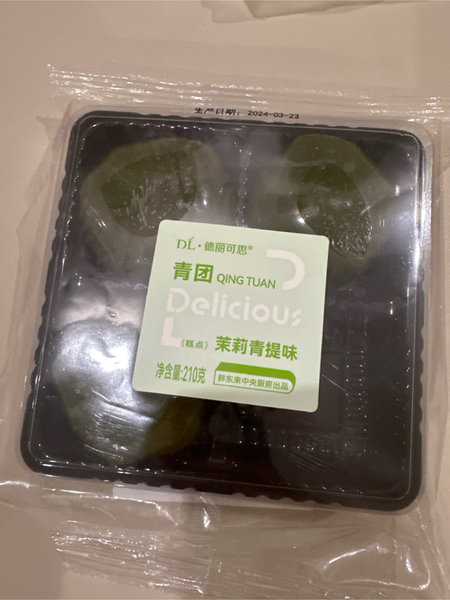 生产日期: 2024-03-23
DL·德丽可思®
青团 QING TUAN
Delicious
(糕点) 茉莉青提味
净含量:210克
胖东来中央厨房出品